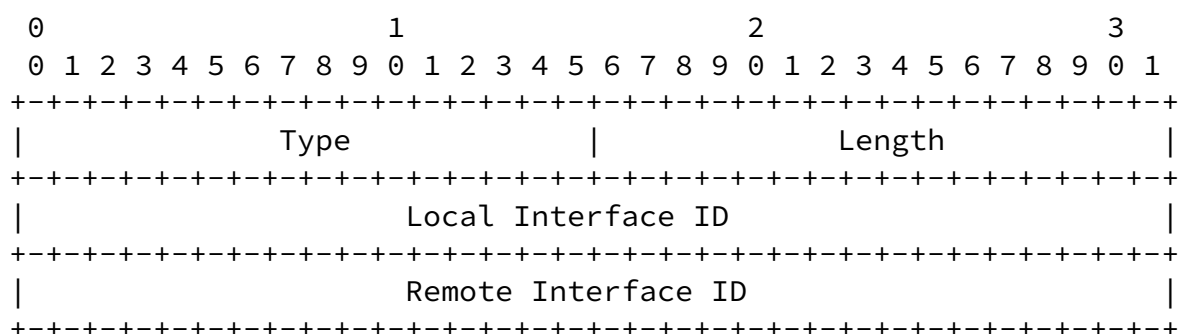 0                   1                   2                   3
 0 1 2 3 4 5 6 7 8 9 0 1 2 3 4 5 6 7 8 9 0 1 2 3 4 5 6 7 8 9 0 1
+-+-+-+-+-+-+-+-+-+-+-+-+-+-+-+-+-+-+-+-+-+-+-+-+-+-+-+-+-+-+-+-+
|              Type             |             Length            |
+-+-+-+-+-+-+-+-+-+-+-+-+-+-+-+-+-+-+-+-+-+-+-+-+-+-+-+-+-+-+-+-+
|                     Local Interface ID                        |
+-+-+-+-+-+-+-+-+-+-+-+-+-+-+-+-+-+-+-+-+-+-+-+-+-+-+-+-+-+-+-+-+
|                     Remote Interface ID                       |
+-+-+-+-+-+-+-+-+-+-+-+-+-+-+-+-+-+-+-+-+-+-+-+-+-+-+-+-+-+-+-+-+